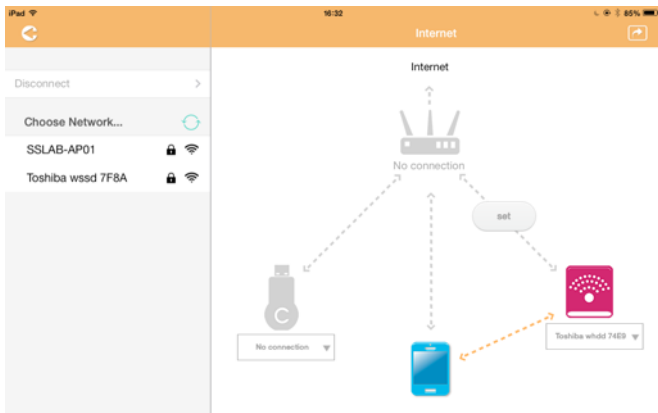 iPad
16:32
85%
Internet
Disconnect
Choose Network...
SSLAB-AP01
Toshiba wssd 7F8A
Internet
No connection
set
C
No connection
Toshiba whdd 74E9